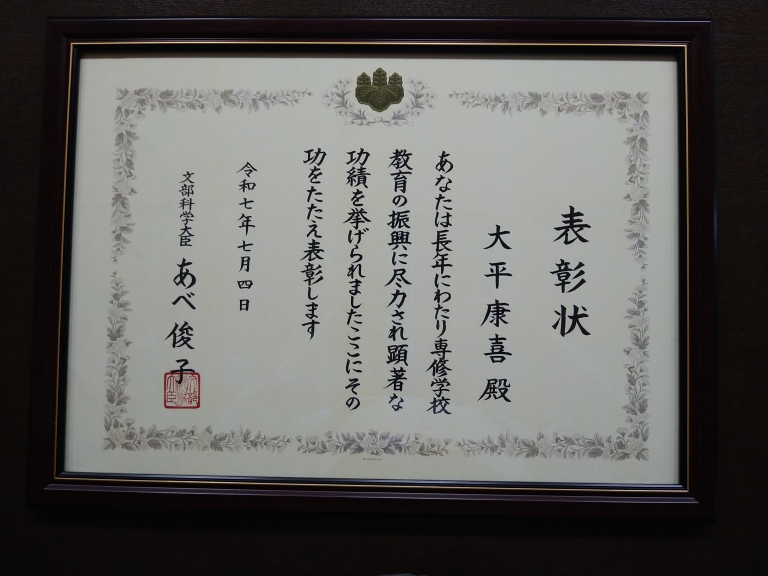 表彰状
大平康喜殿
あなたは長年にわたり専修学校
教育の振興に尽力され顕著な
功績を挙げられましたここにその
功をたたえ表彰します
令和七年七月四日
文部科学大臣 あべ俊子